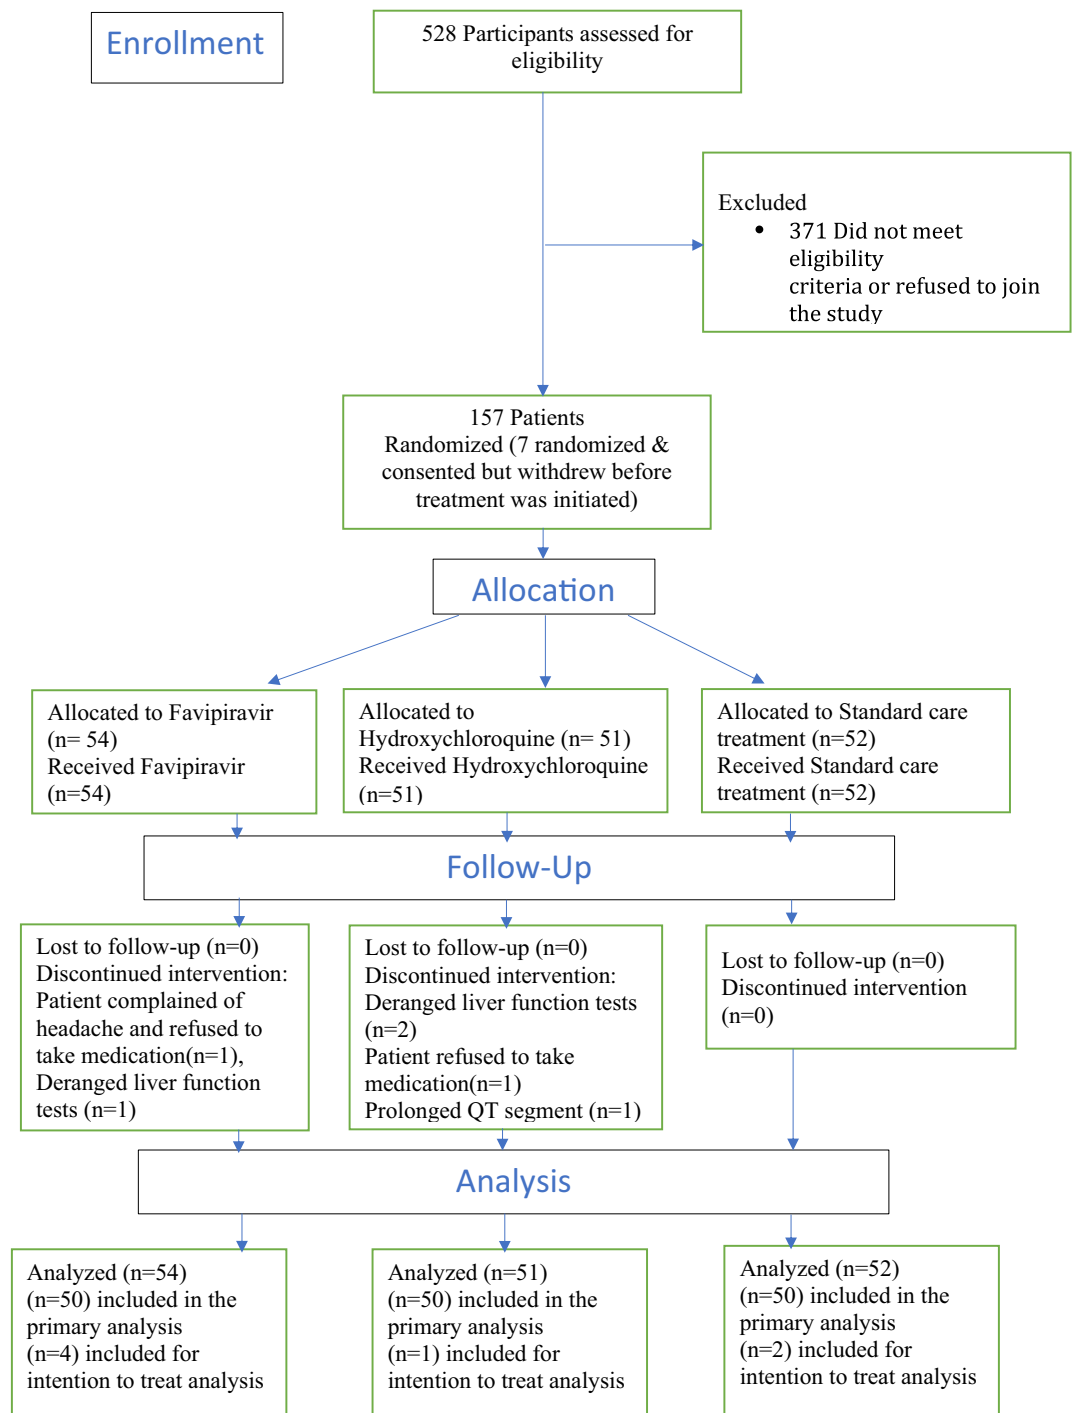 Enrollment
528 Participants assessed for
eligibility
Excluded
• 371 Did not meet
eligibility
criteria or refused to join
the study
157 Patients
Randomized (7 randomized &
consented but withdrew before
treatment was initiated)
Allocation
Allocated to Favipiravir
(n= 54)
Received Favipiravir
(n=54)
Allocated to
Hydroxychloroquine (n= 51)
Received Hydroxychloroquine
(n=51)
Allocated to Standard care
treatment (n=52)
Received Standard care
treatment (n=52)
Follow-Up
Lost to follow-up (n=0)
Discontinued intervention:
Patient complained of
headache and refused to
take medication(n=1),
Deranged liver function
tests (n=1)
Lost to follow-up (n=0)
Discontinued intervention:
Deranged liver function tests
(n=2)
Patient refused to take
medication(n=1)
Prolonged QT segment (n=1)
Lost to follow-up (n=0)
Discontinued intervention
(n=0)
Analysis
Analyzed (n=54)
(n=50) included in the
primary analysis
(n=4) included for
intention to treat analysis
Analyzed (n=51)
(n=50) included in the
primary analysis
(n=1) included for
intention to treat analysis
Analyzed (n=52)
(n=50) included in the
primary analysis
(n=2) included for
intention to treat analysis